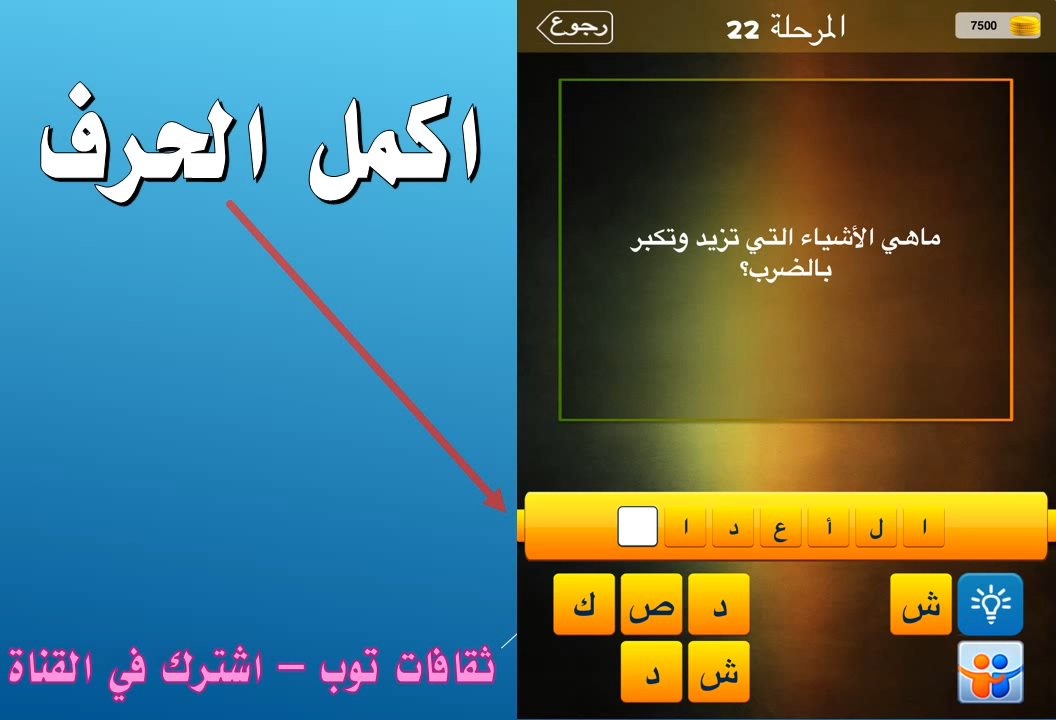 اكمل الحرف
ثقافات توب – اشترك في القناة
رجوع
المرحلة 22
7500
ماهي الأشياء التي تزيد وتكبر
بالضرب؟
ا ل أ ع د ا
ش د ص ك
ش د